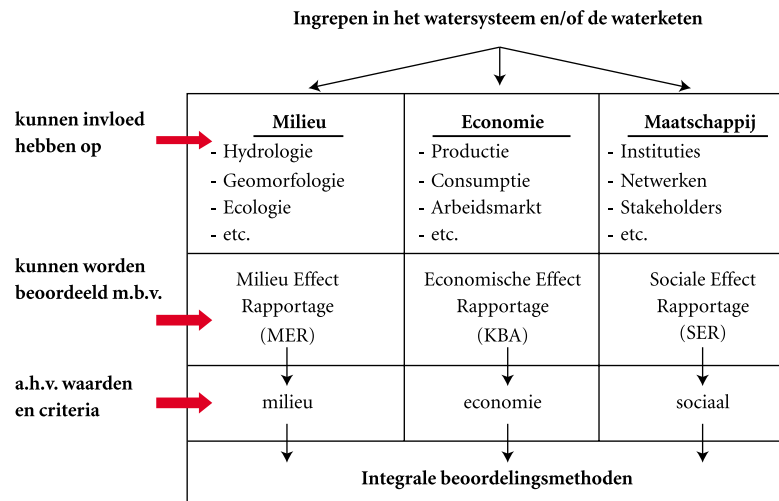 Ingrepen in het watersysteem en/of de waterketen
kunnen invloed
hebben op
Milieu
- Hydrologie
- Geomorfologie
- Ecologie
- etc.
Economie
- Productie
- Consumptie
- Arbeidsmarkt
- etc.
Maatschappij
- Instituties
- Netwerken
- Stakeholders
- etc.
kunnen worden
beoordeeld m.b.v.
Milieu Effect
Rapportage
(MER)
Economische Effect
Rapportage
(KBA)
Sociale Effect
Rapportage
(SER)
a.h.v. waarden
en criteria
milieu
economie
sociaal
Integrale beoordelingsmethoden